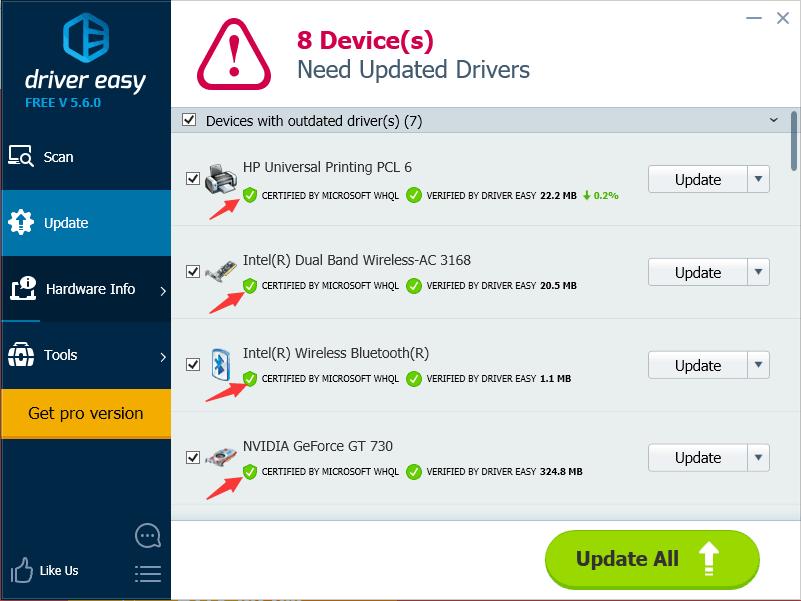 driver easy
FREE V 5.6.0
Scan
Update
Hardware Info
Tools
Get pro version
Like Us
8 Device(s)
Need Updated Drivers
Devices with outdated driver(s) (7)
HP Universal Printing PCL 6
CERTIFIED BY MICROSOFT WHQL VERIFIED BY DRIVER EASY 22.2 MB 0.2%
Update
Intel(R) Dual Band Wireless-AC 3168
CERTIFIED BY MICROSOFT WHQL VERIFIED BY DRIVER EASY 20.5 MB
Update
Intel(R) Wireless Bluetooth(R)
CERTIFIED BY MICROSOFT WHQL VERIFIED BY DRIVER EASY 1.1 MB
Update
NVIDIA GeForce GT 730
CERTIFIED BY MICROSOFT WHQL VERIFIED BY DRIVER EASY 324.8 MB
Update
Update All